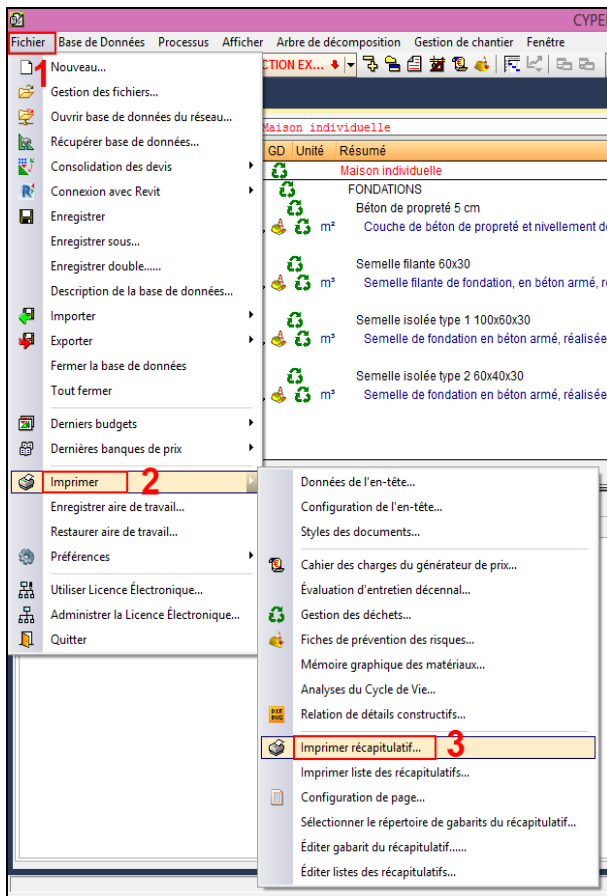 CYPE
Fichier Base de Données Processus Afficher Arbre de décomposition Gestion de chantier Fenêtre
1
Nouveau...
CTION EX...
Gestion des fichiers...
Ouvrir base de données du réseau...
Récupérer base de données...
Consolidation des devis
Connexion avec Revit
Enregistrer
Enregistrer sous...
Enregistrer double......
Description de la base de données...
Importer
Exporter
Fermer la base de données
Tout fermer
Derniers budgets
Dernières banques de prix
Imprimer 2
Enregistrer aire de travail...
Restaurer aire de travail...
Préférences
Utiliser Licence Électronique...
Administrer la Licence Électronique...
Quitter
Maison individuelle
GD Unité Résumé
Maison individuelle
FONDATIONS
Béton de propreté 5 cm
m² Couche de béton de propreté et nivellement d
Semelle filante 60x30
m³ Semelle filante de fondation, en béton armé, r
Semelle isolée type 1 100x60x30
m³ Semelle de fondation en béton armé, réalisée
Semelle isolée type 2 60x40x30
m³ Semelle de fondation en béton armé, réalisée
Données de l'en-tête...
Configuration de l'en-tête...
Styles des documents...
Cahier des charges du générateur de prix...
Évaluation d'entretien décennal...
Gestion des déchets...
Fiches de prévention des risques...
Mémoire graphique des matériaux...
Analyses du Cycle de Vie...
DXF
DWG
Relation de détails constructifs...
Imprimer récapitulatif... 3
Imprimer liste des récapitulatifs...
Configuration de page...
Sélectionner le répertoire de gabarits du récapitulatif...
Éditer gabarit du récapitulatif......
Éditer listes des récapitulatifs...